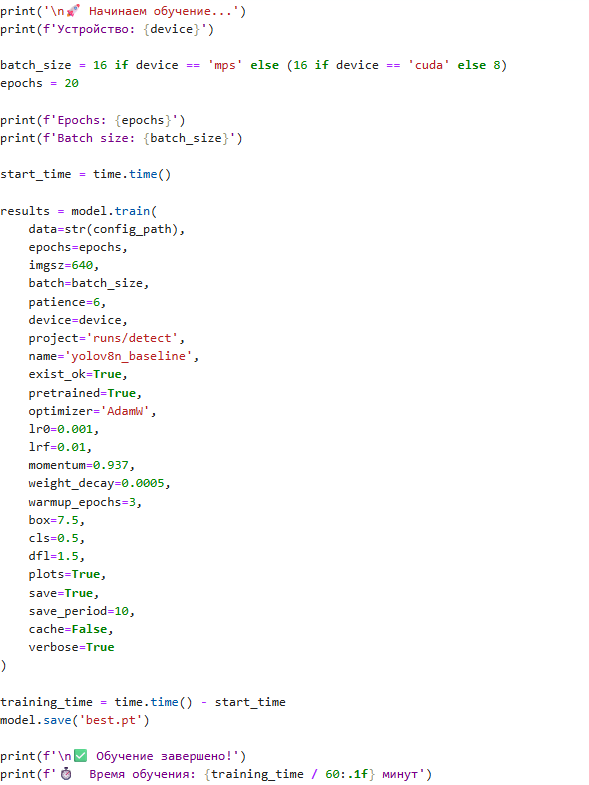 print('\n🚀 Начинаем обучение...')
print(f'Устройство: {device}')

batch_size = 16 if device == 'mps' else (16 if device == 'cuda' else 8)
epochs = 20

print(f'Epochs: {epochs}')
print(f'Batch size: {batch_size}')

start_time = time.time()

results = model.train(
    data=str(config_path),
    epochs=epochs,
    imgsz=640,
    batch=batch_size,
    patience=6,
    device=device,
    project='runs/detect',
    name='yolov8n_baseline',
    exist_ok=True,
    pretrained=True,
    optimizer='AdamW',
    lr0=0.001,
    lrf=0.01,
    momentum=0.937,
    weight_decay=0.0005,
    warmup_epochs=3,
    box=7.5,
    cls=0.5,
    dfl=1.5,
    plots=True,
    save=True,
    save_period=10,
    cache=False,
    verbose=True
)

training_time = time.time() - start_time
model.save('best.pt')

print(f'\n✅ Обучение завершено!')
print(f'⏱️  Время обучения: {training_time / 60:.1f} минут')